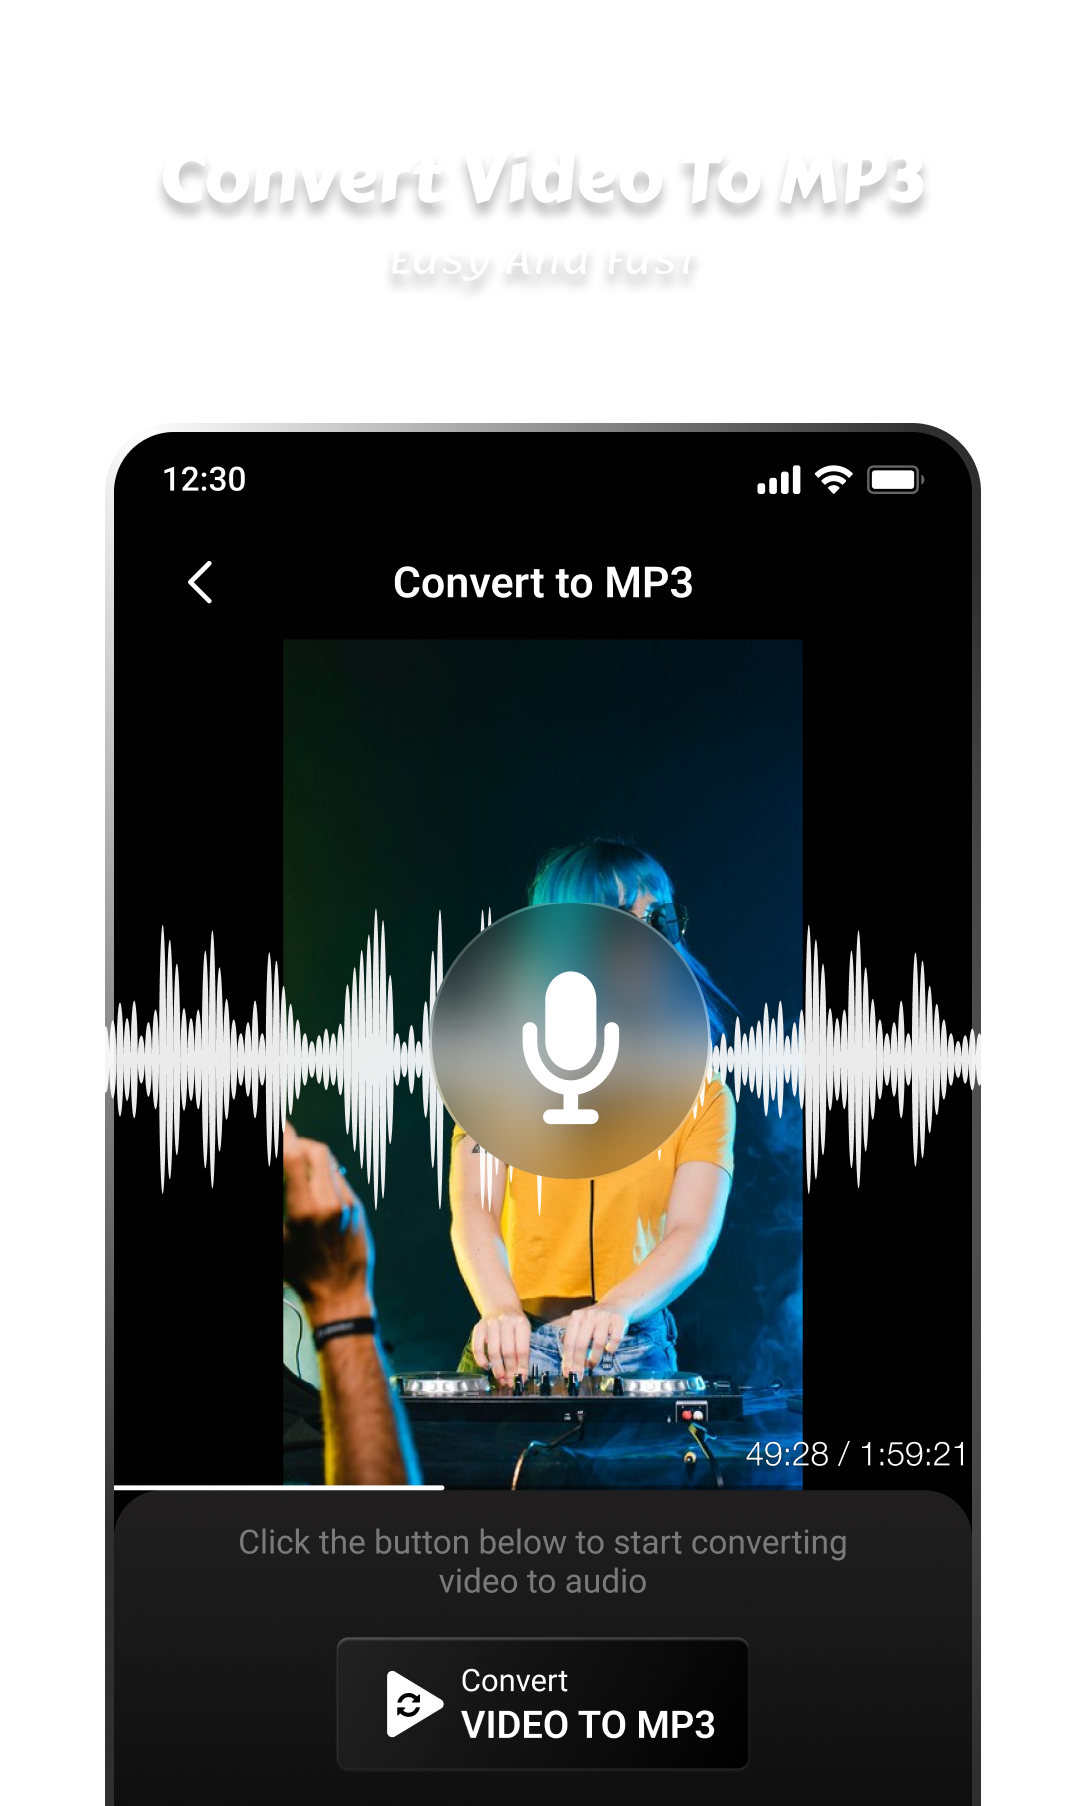 Convert Video To MP3
Easy And Fast
12:30
Convert to MP3
49:28 / 1:59:21
Click the button below to start converting
video to audio
Convert
VIDEO TO MP3